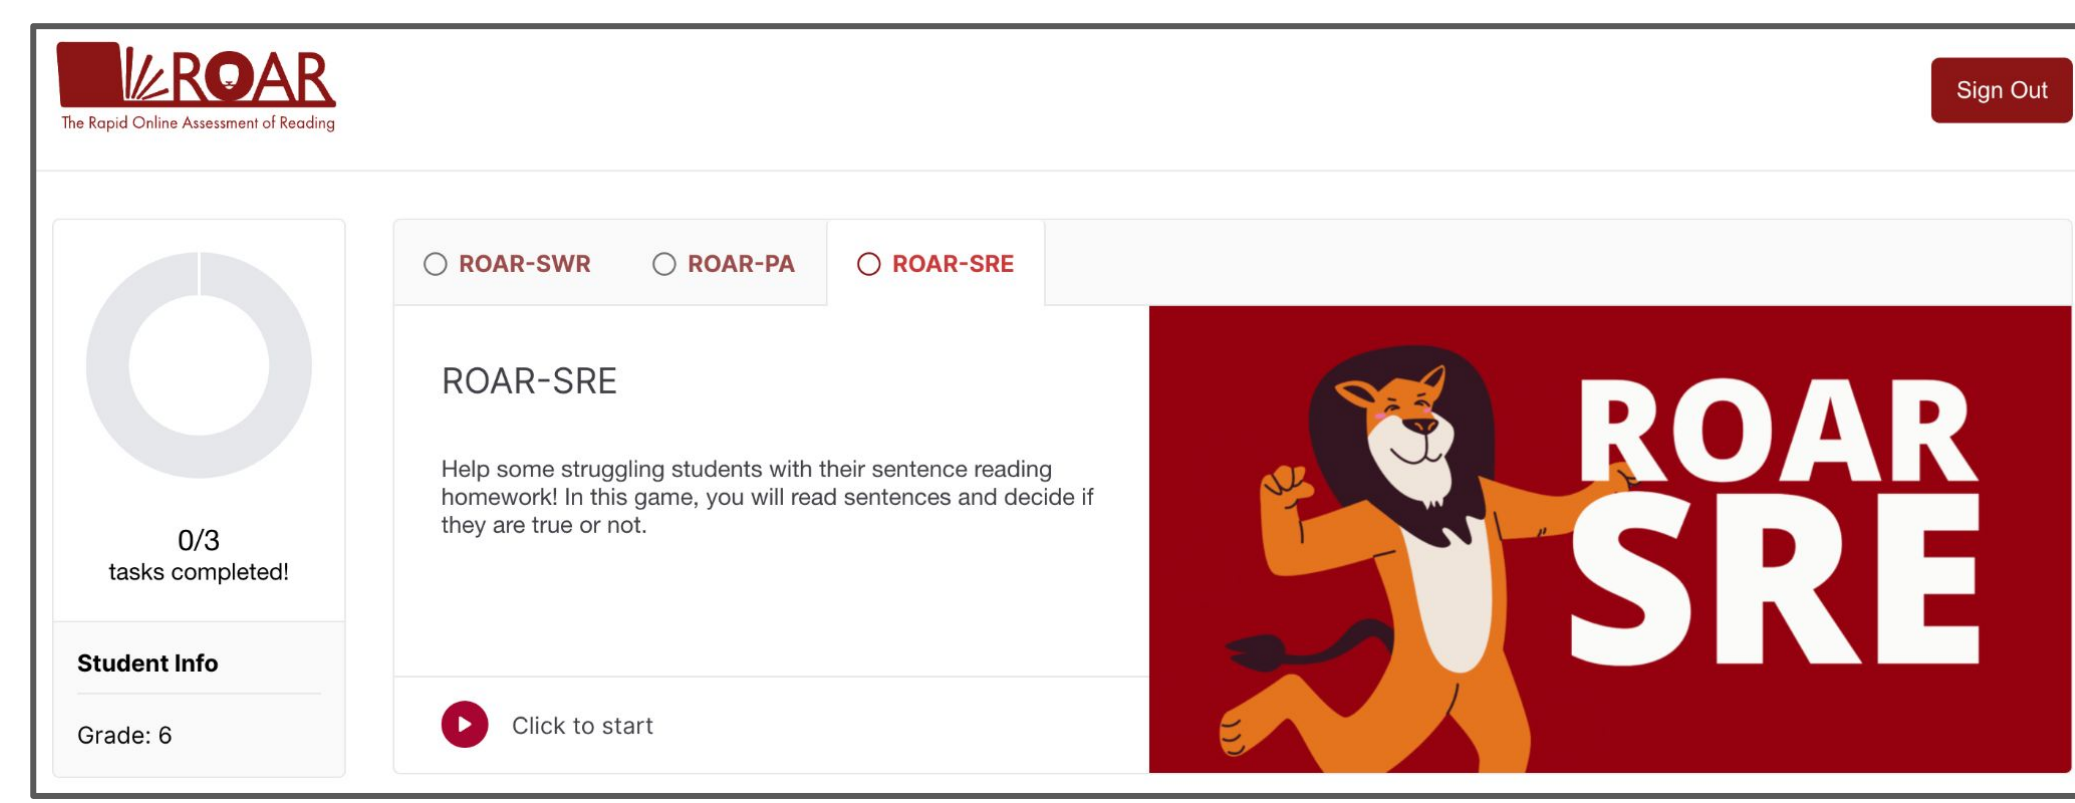 ROAR
The Rapid Online Assessment of Reading
Sign Out
0/3
tasks completed!
Student Info
Grade: 6
ROAR-SWR
ROAR-PA
ROAR-SRE
ROAR-SRE
Help some struggling students with their sentence reading
homework! In this game, you will read sentences and decide if
they are true or not.
Click to start
ROAR
SRE